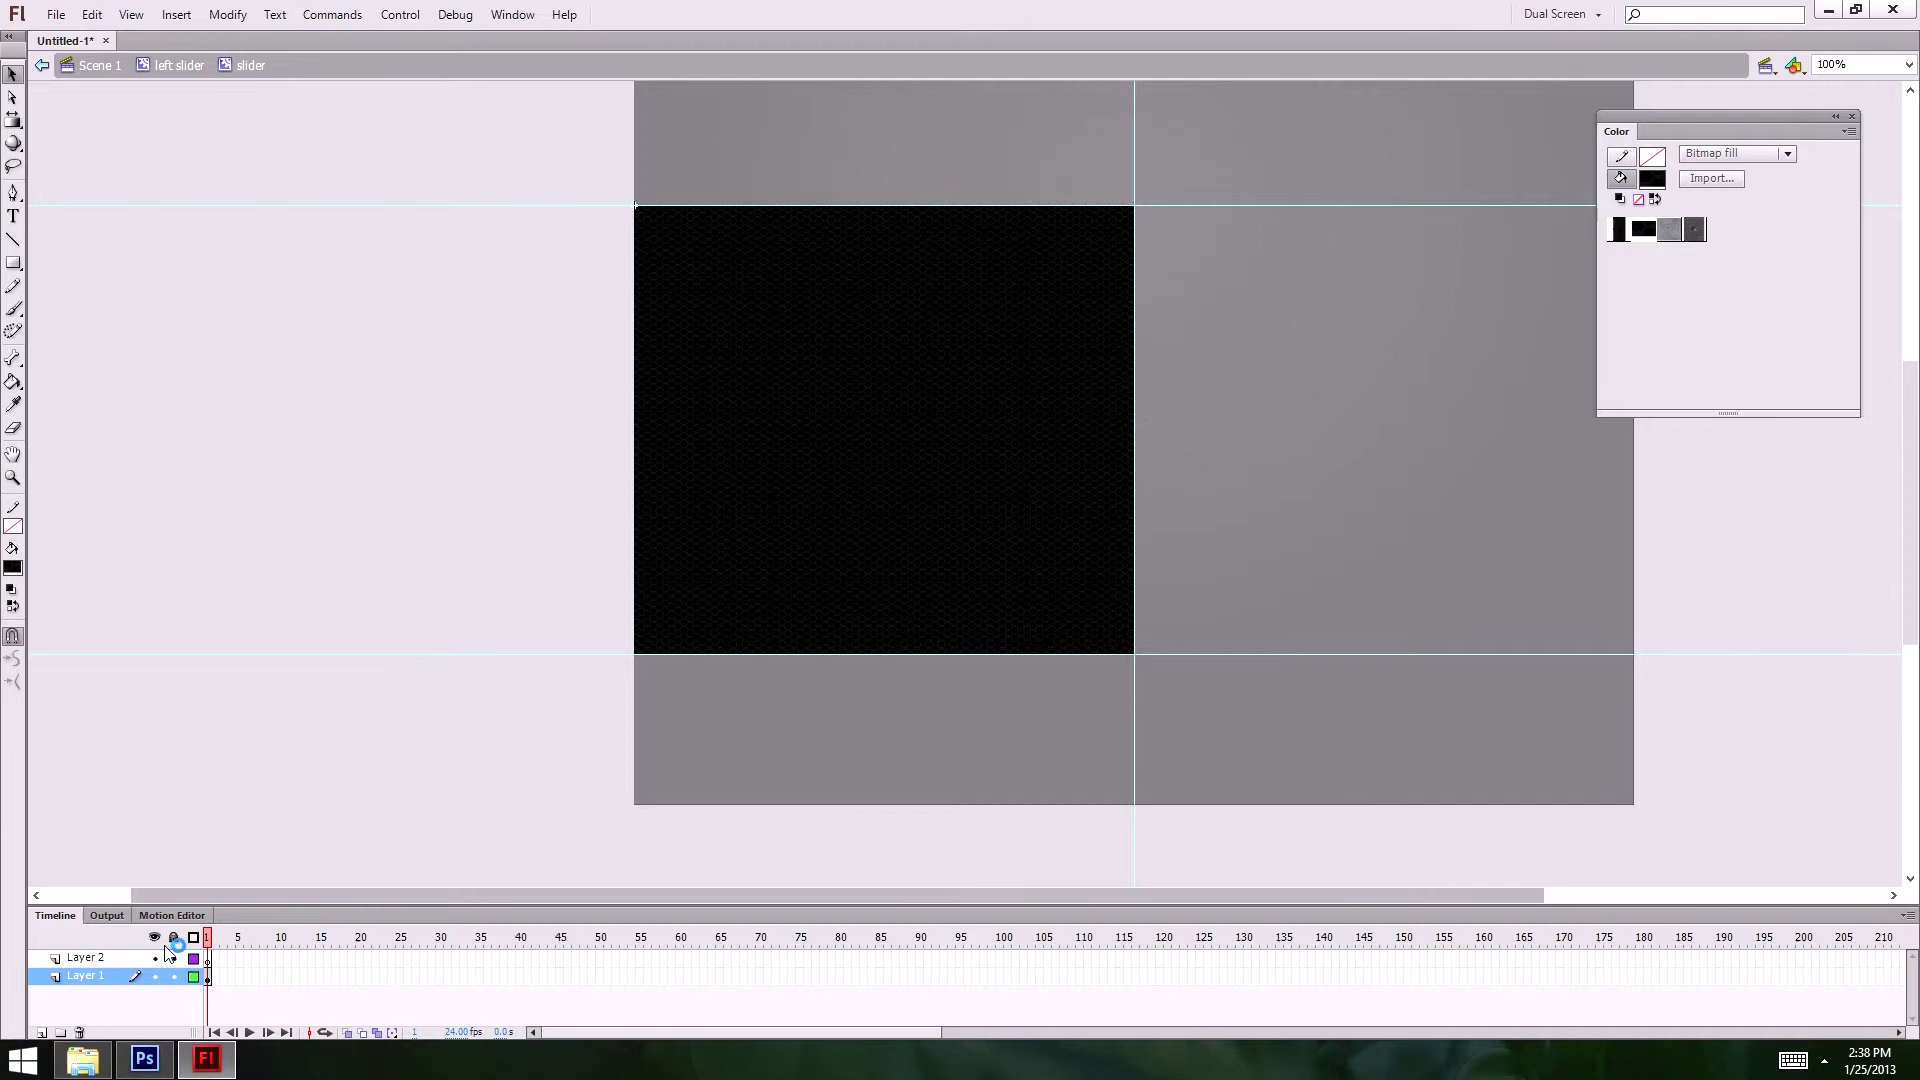 Fl File Edit View Insert Modify Text Commands Control Debug Window Help Dual Screen
Untitled-1* ×
Scene 1 left slider slider 100%
Color
Bitmap fill
Import...
T
Timeline Output Motion Editor
1 5 10 15 20 25 30 35 40 45 50 55 60 65 70 75 80 85 90 95 100 105 110 115 120 125 130 135 140 145 150 155 160 165 170 175 180 185 190 195 200 205 210
Layer 2
Layer 1
1 24.00 fps 0.0 s
Ps Fl 2:38 PM
1/25/2013